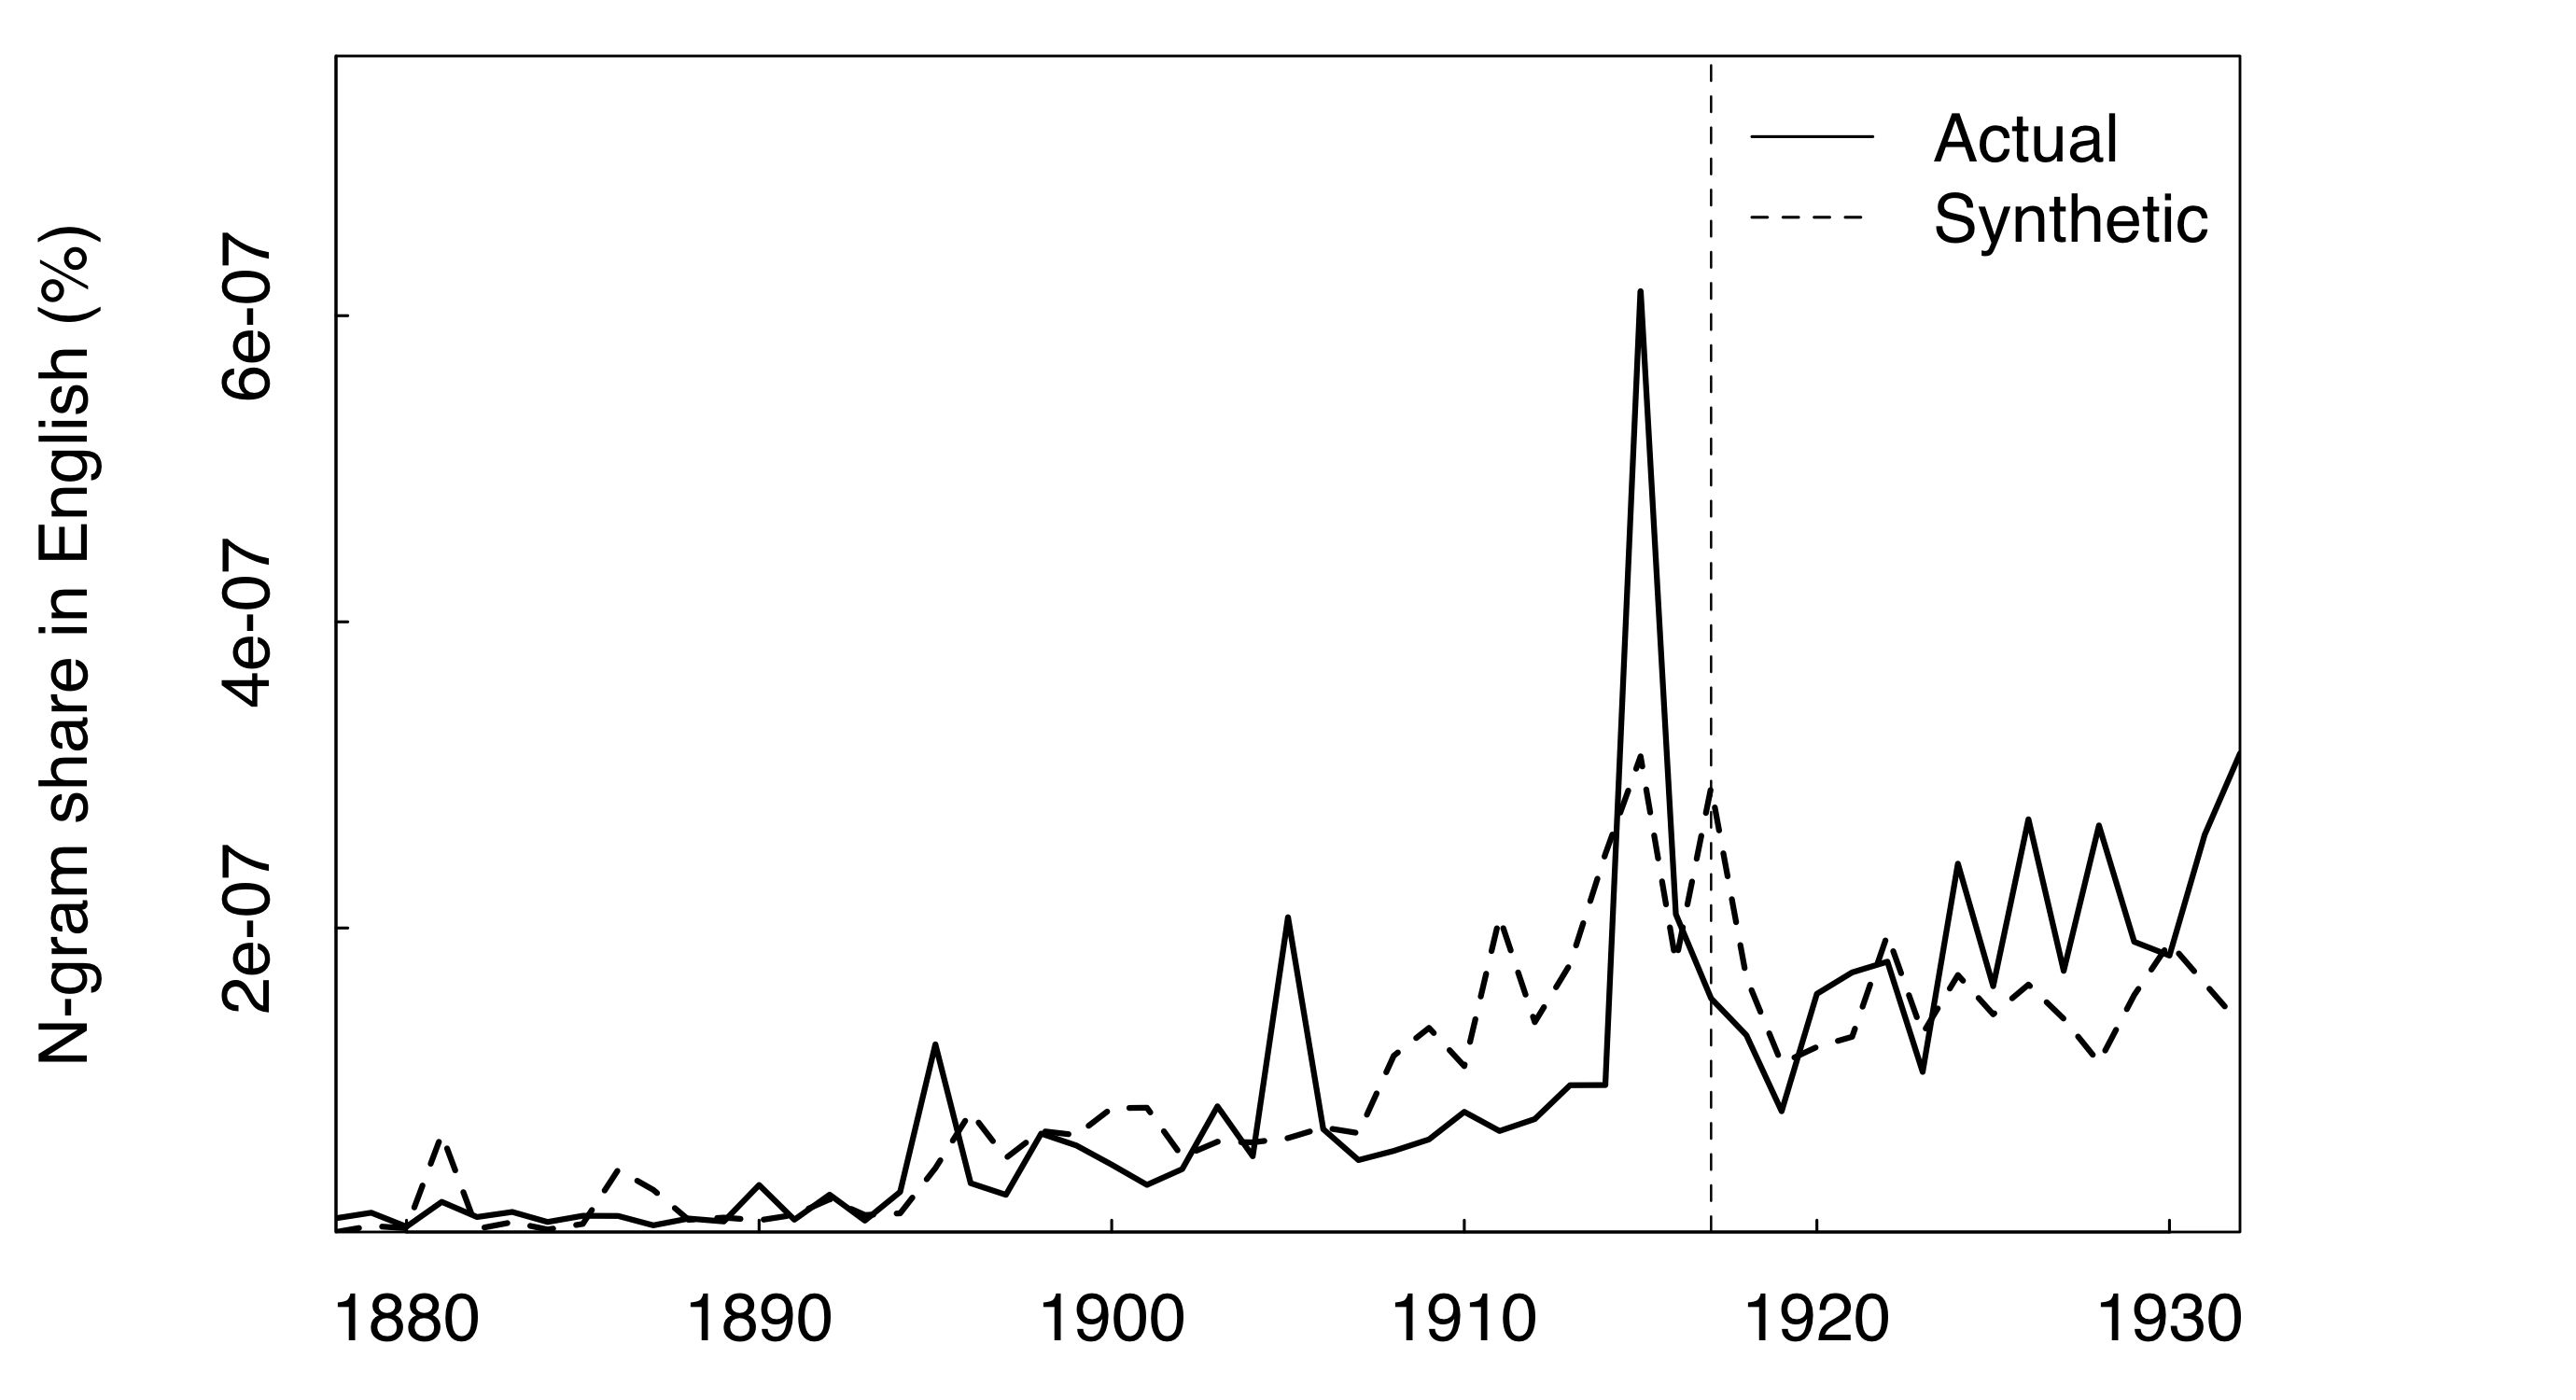 N-gram share in English (%)
6e-07
4e-07
2e-07
Actual
Synthetic
1880 1890 1900 1910 1920 1930